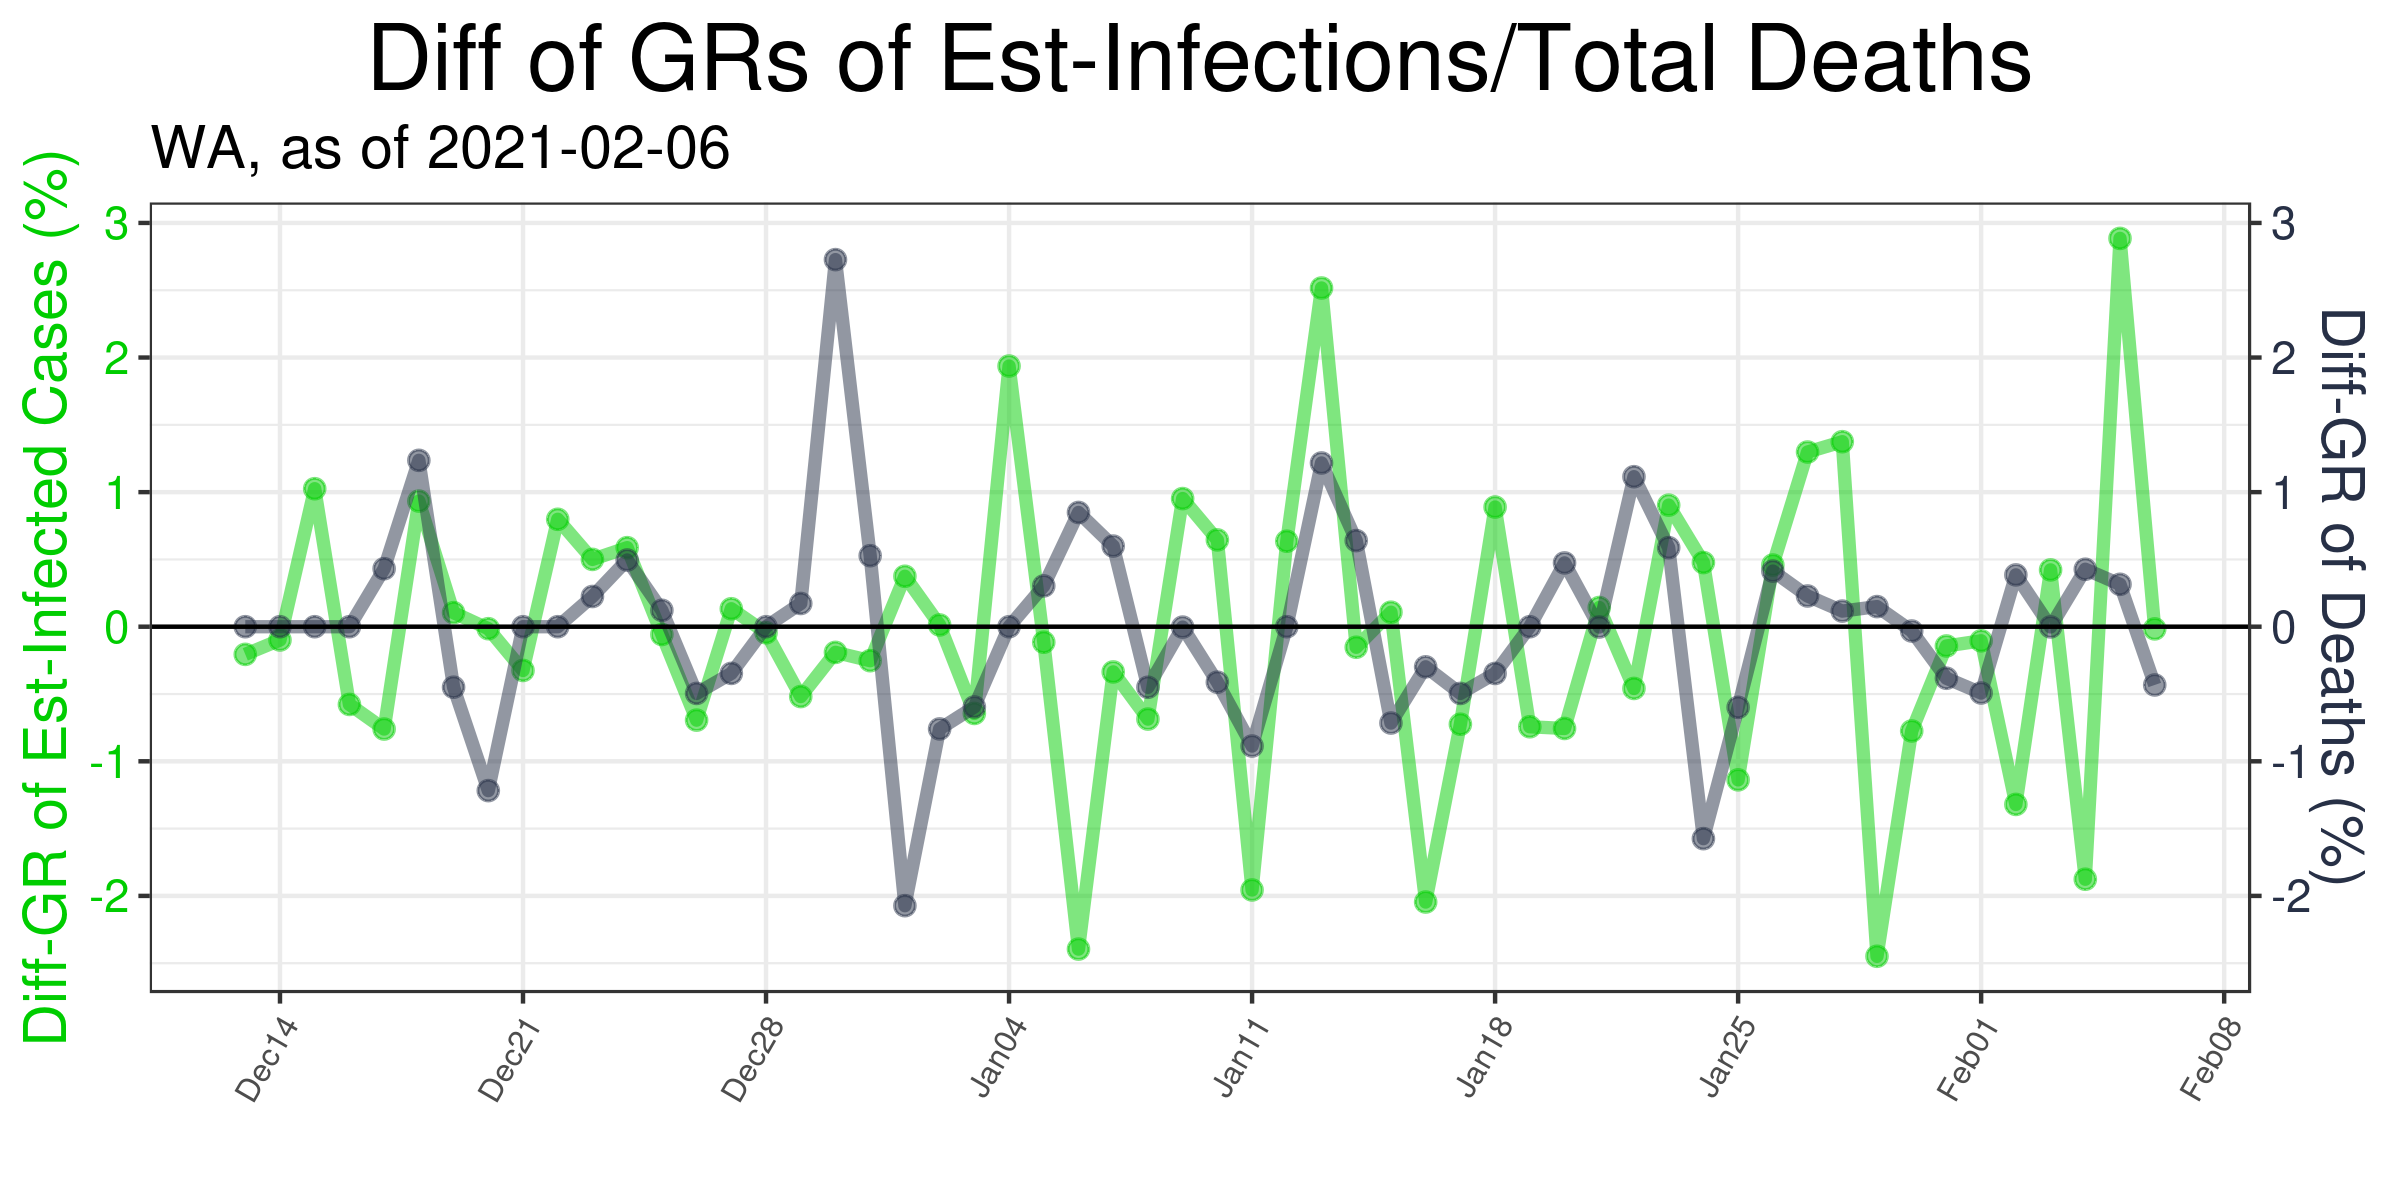 Diff of GRs of Est-Infections/Total Deaths
WA, as of 2021-02-06
Diff-GR of Est-Infected Cases (%)
3
2
1
0
-1
-2
3
2
1
0
-1
-2
Diff-GR of Deaths (%)
Dec14
Dec21
Dec28
Jan04
Jan11
Jan18
Jan25
Feb01
Feb08